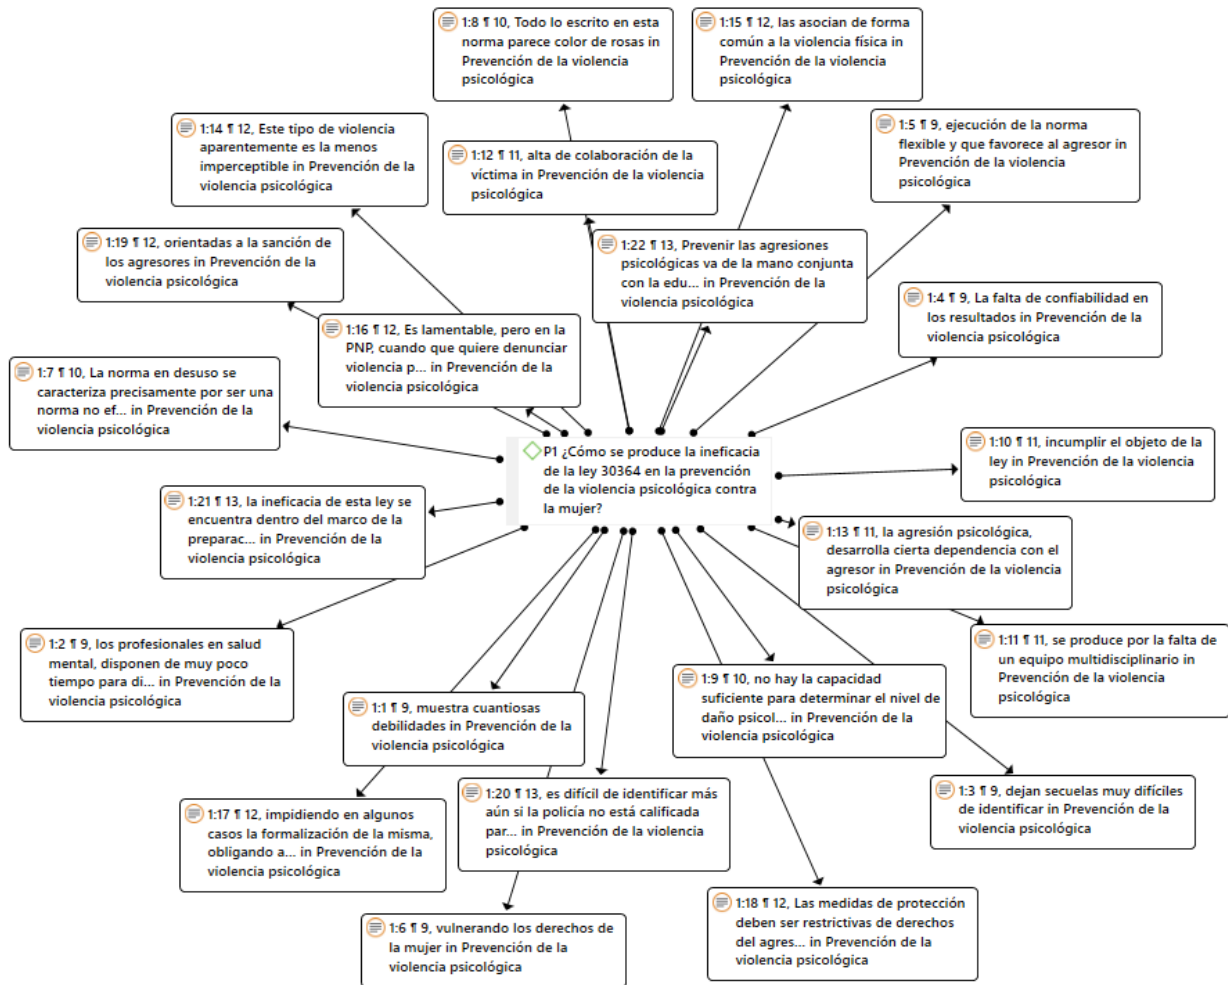 1:8 ¶ 10, Todo lo escrito en esta
norma parece color de rosas in
Prevención de la violencia
psicológica
1:15 ¶ 12, las asocian de forma
común a la violencia física in
Prevención de la violencia
psicológica
1:14 ¶ 12, Este tipo de violencia
aparentemente es la menos
imperceptible in Prevención de la
violencia psicológica
1:12 ¶ 11, alta de colaboración de la
víctima in Prevención de la violencia
psicológica
1:5 ¶ 9, ejecución de la norma
flexible y que favorece al agresor in
Prevención de la violencia
psicológica
1:19 ¶ 12, orientadas a la sanción de
los agresores in Prevención de la
violencia psicológica
1:22 ¶ 13, Prevenir las agresiones
psicológicas va de la mano conjunta
con la edu... in Prevención de la
violencia psicológica
1:4 ¶ 9, La falta de confiabilidad en
los resultados in Prevención de la
violencia psicológica
1:16 ¶ 12, Es lamentable, pero en la
PNP, cuando que quiere denunciar
violencia p... in Prevención de la
violencia psicológica
1:7 ¶ 10, La norma en desuso se
caracteriza precisamente por ser una
norma no ef... in Prevención de la
violencia psicológica
P1 ¿Cómo se produce la ineficacia
de la ley 30364 en la prevención
de la violencia psicológica contra
la mujer?
1:10 ¶ 11, incumplir el objeto de la
ley in Prevención de la violencia
psicológica
1:21 ¶ 13, la ineficacia de esta ley se
encuentra dentro del marco de la
preparac... in Prevención de la
violencia psicológica
1:13 ¶ 11, la agresión psicológica,
desarrolla cierta dependencia con el
agresor in Prevención de la violencia
psicológica
1:2 ¶ 9, los profesionales en salud
mental, disponen de muy poco
tiempo para di... in Prevención de la
violencia psicológica
1:11 ¶ 11, se produce por la falta de
un equipo multidisciplinario in
Prevención de la violencia
psicológica
1:1 ¶ 9, muestra cuantiosas
debilidades in Prevención de la
violencia psicológica
1:9 ¶ 10, no hay la capacidad
suficiente para determinar el nivel de
daño psicol... in Prevención de la
violencia psicológica
1:17 ¶ 12, impidiendo en algunos
casos la formalización de la misma,
obligando a... in Prevención de la
violencia psicológica
1:20 ¶ 13, es difícil de identificar más
aún si la policía no está calificada
par... in Prevención de la violencia
psicológica
1:3 ¶ 9, dejan secuelas muy difíciles
de identificar in Prevención de la
violencia psicológica
1:6 ¶ 9, vulnerando los derechos de
la mujer in Prevención de la
violencia psicológica
1:18 ¶ 12, Las medidas de protección
deben ser restrictivas de derechos
del agres... in Prevención de la
violencia psicológica